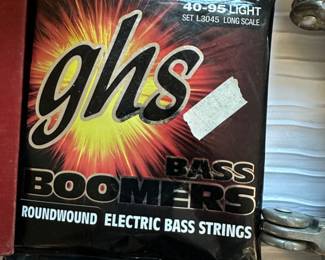 40-95 LIGHT
SET L3045 LONG SCALE
ghs
BASS
BOOMERS
ROUNDWOUND ELECTRIC BASS STRINGS